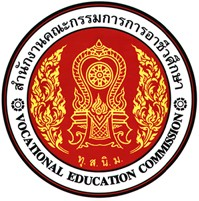 สำนักงานคณะกรรมการการอาชีวศึกษา
ทุ ส นิ ม
VOCATIONAL EDUCATION COMMISSION